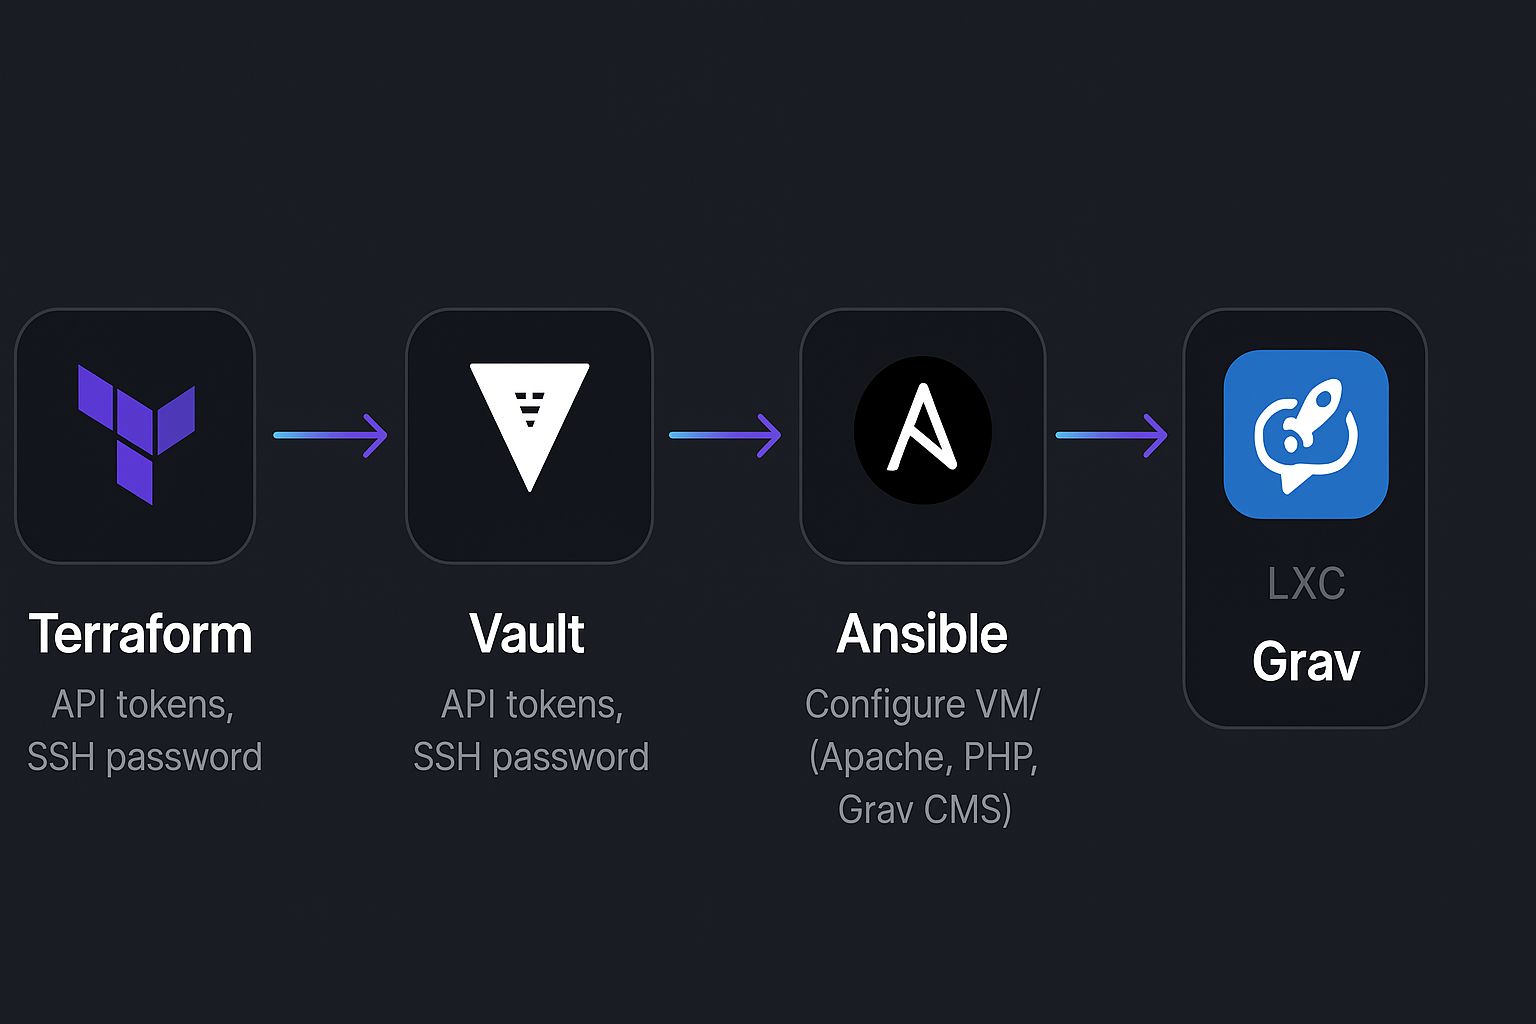 Terraform
API tokens,
SSH password
Vault
API tokens,
SSH password
Ansible
Configure VM/
(Apache, PHP,
Grav CMS)
LXC
Grav